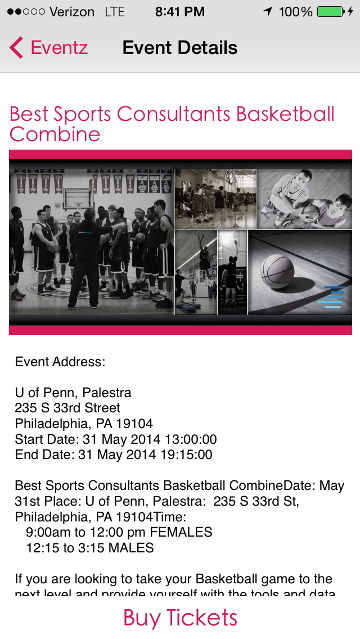 Verizon LTE 8:41 PM 100%
Eventz Event Details
Best Sports Consultants Basketball
Combine
Event Address:
U of Penn, Palestra
235 S 33rd Street
Philadelphia, PA 19104
Start Date: 31 May 2014 13:00:00
End Date: 31 May 2014 19:15:00
Best Sports Consultants Basketball CombineDate: May
31st Place: U of Penn, Palestra:  235 S 33rd St,
Philadelphia, PA 19104Time:
9:00am to 12:00 pm FEMALES
12:15 to 3:15 MALES
If you are looking to take your Basketball game to the
next level and provide yourself with the tools and data
Buy Tickets